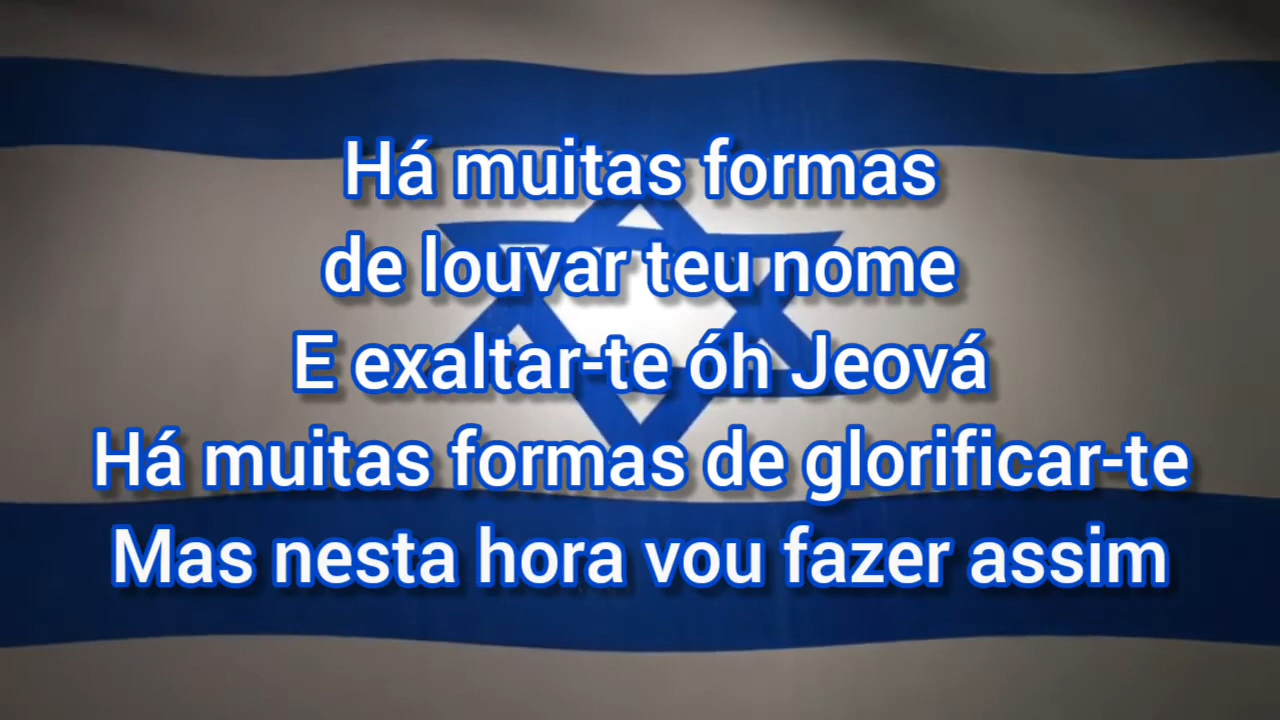 Há muitas formas
de louvar teu nome
E exaltar-te óh Jeová
Há muitas formas de glorificar-te
Mas nesta hora vou fazer assim